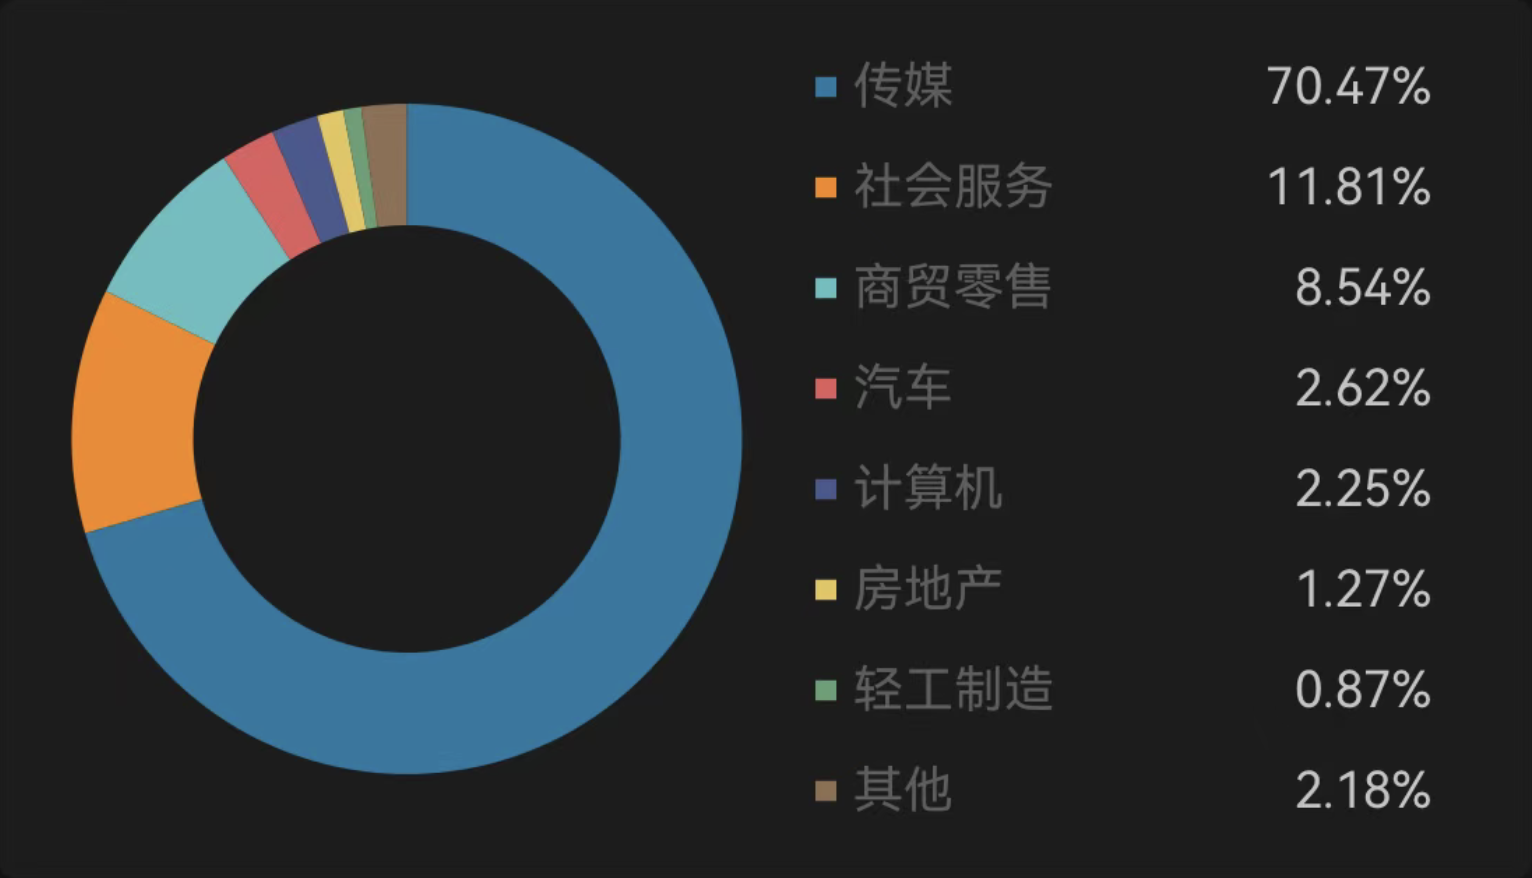 传媒 70.47%
社会服务 11.81%
商贸零售 8.54%
汽车 2.62%
计算机 2.25%
房地产 1.27%
轻工制造 0.87%
其他 2.18%